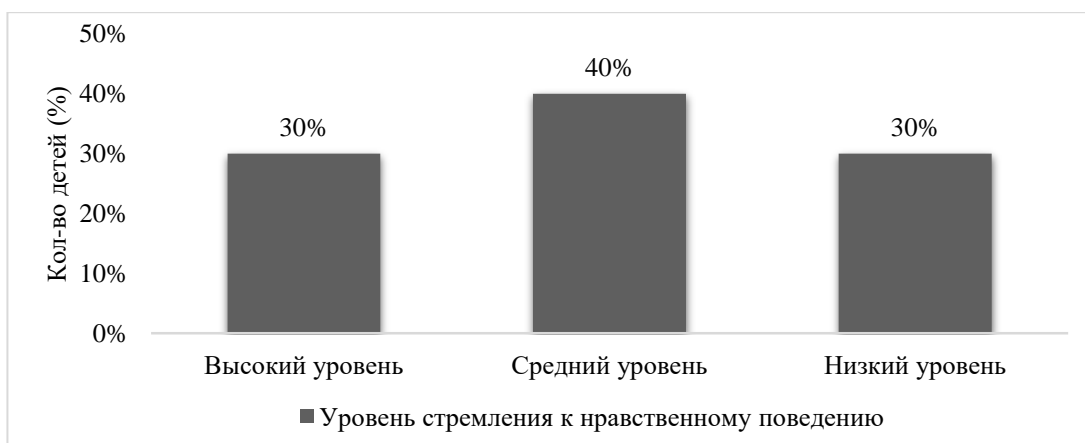 50%
40%
30%
20%
10%
0%
Кол-во детей (%)
30%
40%
30%
Высокий уровень
Средний уровень
Низкий уровень
Уровень стремления к нравственному поведению